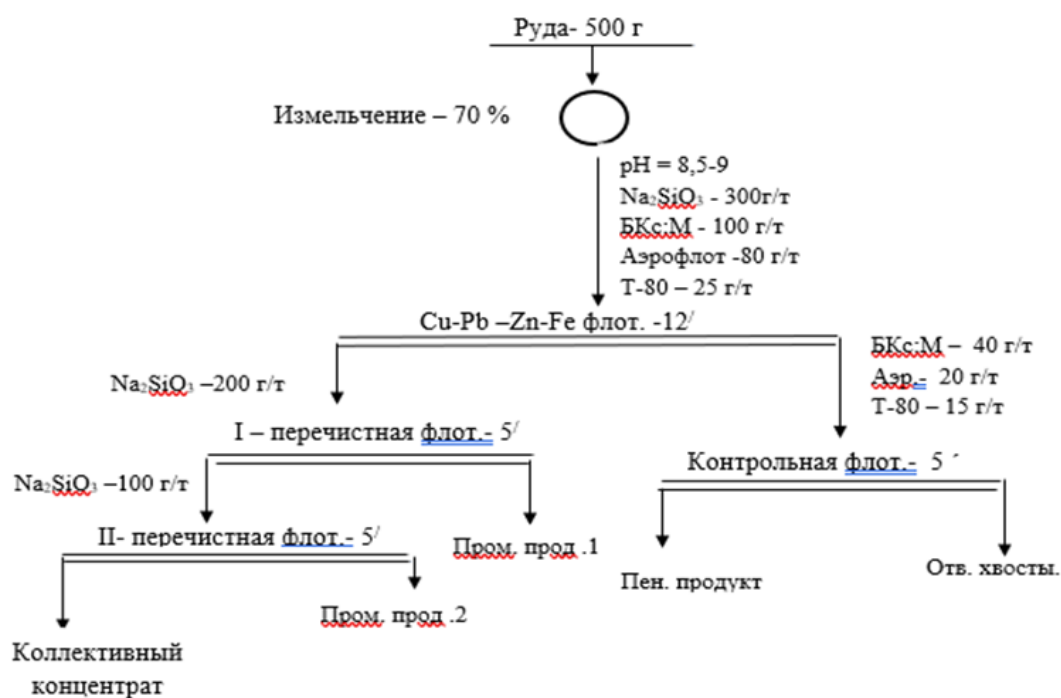 Руда- 500 г
Измельчение – 70 %
pH = 8,5-9
Na₂SiO₃ - 300г/т
БКс:М - 100 г/т
Аэрофлот -80 г/т
Т-80 – 25 г/т
Cu-Pb –Zn-Fe флот. -12/
БКс:М – 40 г/т
Аэр.- 20 г/т
Т-80 – 15 г/т
Na₂SiO₃ –200 г/т
I – перечистная флот.- 5/
Контрольная флот.- 5 ´
Na₂SiO₃ –100 г/т
II- перечистная флот.- 5/
Пром. прод .1
Пен. продукт
Отв. хвосты.
Пром. прод .2
Коллективный
концентрат